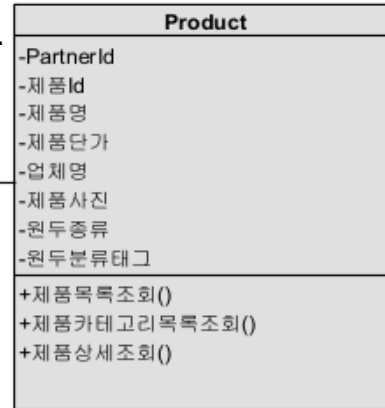 Product
-PartnerId
-제품Id
-제품명
-제품단가
-업체명
-제품사진
-원두종류
-원두분류태그
+제품목록조회()
+제품카테고리목록조회()
+제품상세조회()